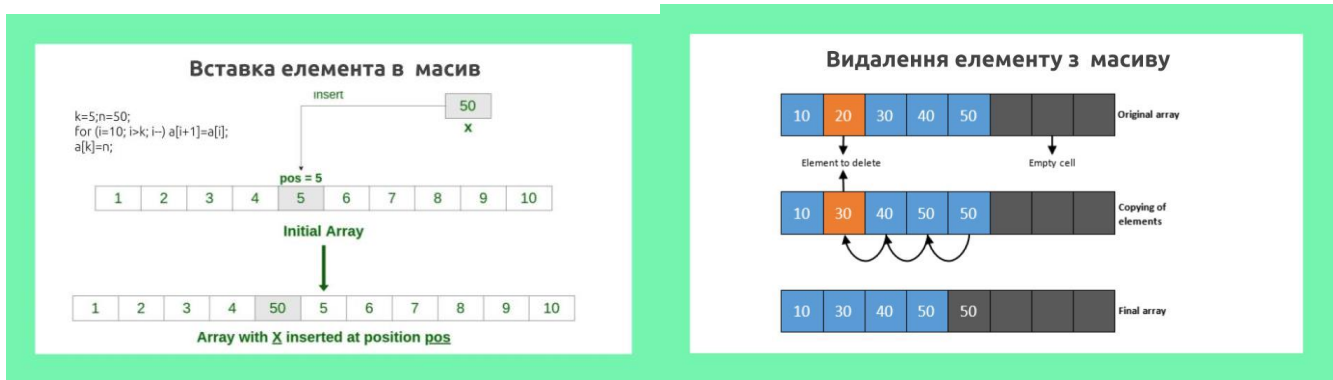 Вставка елемента в масив
insert
50
x
k=5;n=50;
for (i=10; i>k; i--) a[i+1]=a[i];
a[k]=n;
pos = 5
1 2 3 4 5 6 7 8 9 10
Initial Array
1 2 3 4 50 5 6 7 8 9 10
Array with X inserted at position pos
Видалення елементу з масиву
10 20 30 40 50
Original array
Element to delete
Empty cell
10 30 40 50 50
Copying of
elements
10 30 40 50 50
Final array